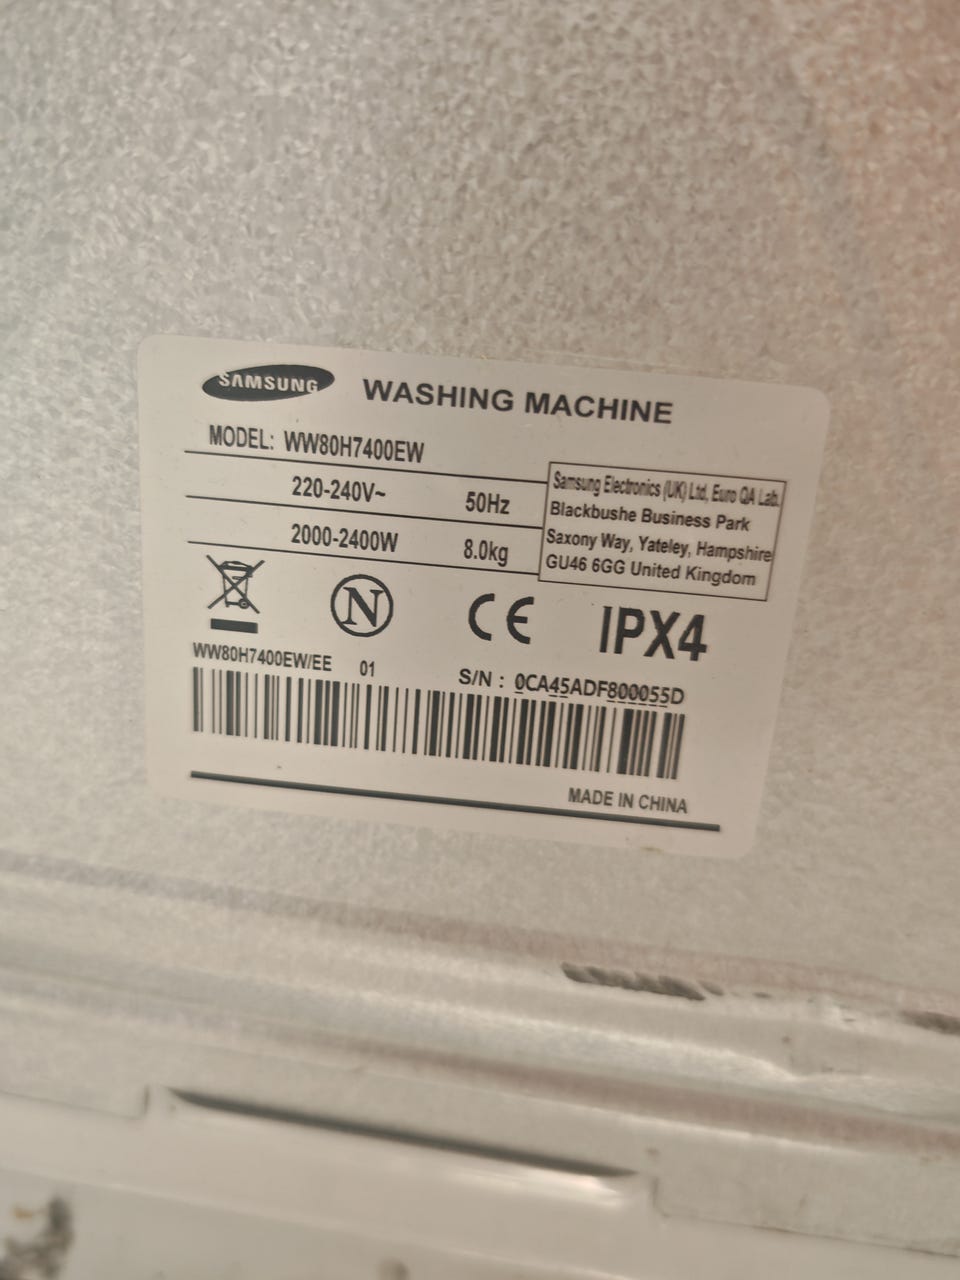 SAMSUNG WASHING MACHINE
MODEL: WW80H7400EW
220-240V~ 50Hz
2000-2400W 8.0kg
Samsung Electronics (UK) Ltd, Euro QA Lab.
Blackbushe Business Park
Saxony Way, Yateley, Hampshire
GU46 6GG United Kingdom
N CE IPX4
WW80H7400EW/EE 01 S/N : 0CA45ADF800055D
MADE IN CHINA